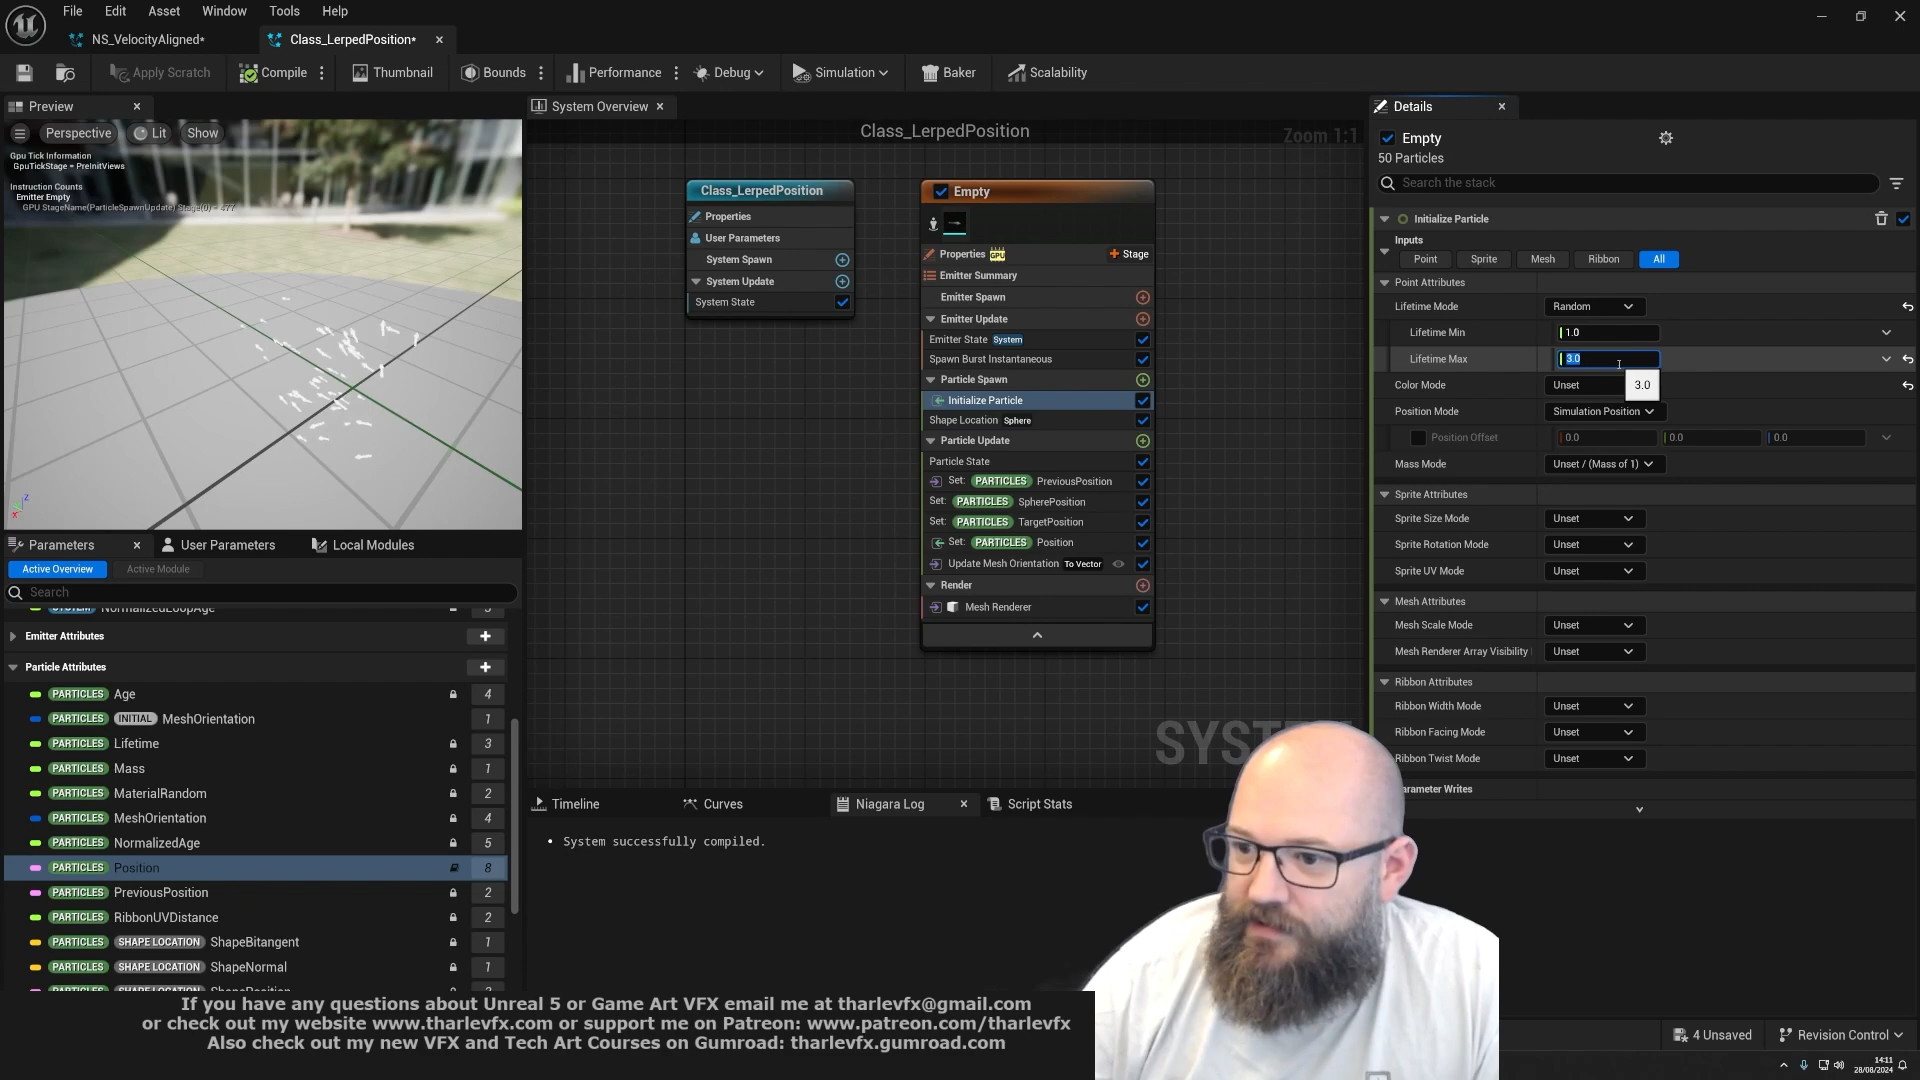 File Edit Asset Window Tools Help
NS_VelocityAligned* Class_LerpedPosition*
Apply Scratch Compile Thumbnail Bounds Performance Debug Simulation Baker Scalability
Preview
Perspective Lit Show
Gpu Tick Information
GpuTickStage = PreInitViews
Instruction Counts
Emitter Empty
GPU StageName(ParticleSpawnUpdate) Stage(0) = 477
System Overview
Class_LerpedPosition
Zoom 1:1
Class_LerpedPosition
Properties
User Parameters
System Spawn
System Update
System State
Empty
Properties GPU Stage
Emitter Summary
Emitter Spawn
Emitter Update
Emitter State System
Spawn Burst Instantaneous
Particle Spawn
Initialize Particle
Shape Location Sphere
Particle Update
Particle State
Set: PARTICLES PreviousPosition
Set: PARTICLES SpherePosition
Set: PARTICLES TargetPosition
Set: PARTICLES Position
Update Mesh Orientation To Vector
Render
Mesh Renderer
Parameters User Parameters Local Modules
Active Overview Active Module
Search
SYSTEM NormalizedLoopAge
Emitter Attributes
Particle Attributes
PARTICLES Age 4
PARTICLES INITIAL MeshOrientation 1
PARTICLES Lifetime 3
PARTICLES Mass 1
PARTICLES MaterialRandom 2
PARTICLES MeshOrientation 4
PARTICLES NormalizedAge 5
PARTICLES Position 8
PARTICLES PreviousPosition 2
PARTICLES RibbonUVDistance 2
PARTICLES SHAPE LOCATION ShapeBitangent 1
PARTICLES SHAPE LOCATION ShapeNormal 1
Timeline Curves Niagara Log Script Stats
System successfully compiled.
Details
Empty
50 Particles
Search the stack
Initialize Particle
Inputs
Point Sprite Mesh Ribbon All
Point Attributes
Lifetime Mode Random
Lifetime Min 1.0
Lifetime Max 3.0
Color Mode Unset
3.0
Position Mode Simulation Position
Position Offset 0.0 0.0 0.0
Mass Mode Unset / (Mass of 1)
Sprite Attributes
Sprite Size Mode Unset
Sprite Rotation Mode Unset
Sprite UV Mode Unset
Mesh Attributes
Mesh Scale Mode Unset
Mesh Renderer Array Visibility Unset
Ribbon Attributes
Ribbon Width Mode Unset
Ribbon Facing Mode Unset
Ribbon Twist Mode Unset
If you have any questions about Unreal 5 or Game Art VFX email me at tharlevfx@gmail.com
or check out my website www.tharlevfx.com or support me on Patreon: www.patreon.com/tharlevfx
Also check out my new VFX and Tech Art Courses on Gumroad: tharlevfx.gumroad.com
4 Unsaved Revision Control
14:11
28/08/2024